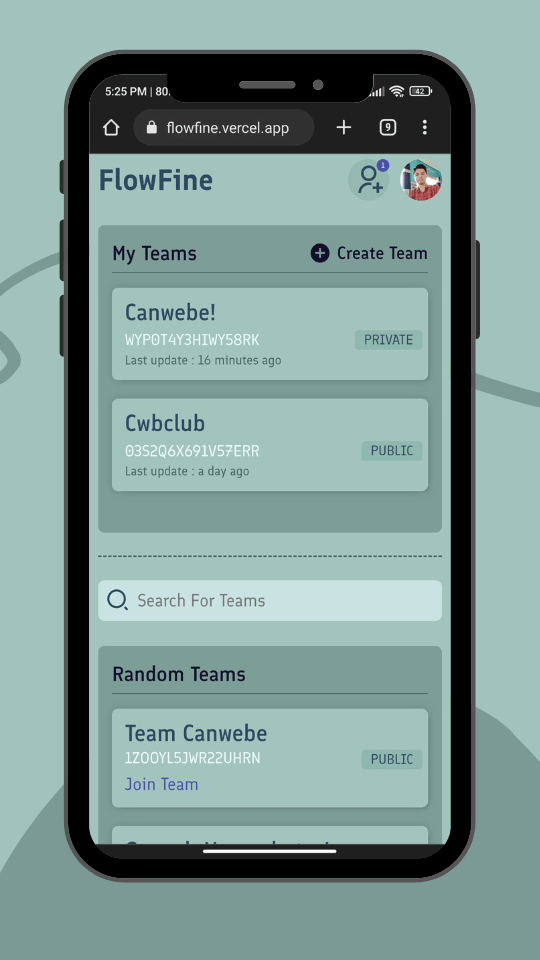 5:25 PM | 80.
42
flowfine.vercel.app
9
FlowFine
1
My Teams
Create Team
Canwebe!
WYP0T4Y3HIWY58RK
PRIVATE
Last update : 16 minutes ago
Cwbclub
03S2Q6X691V57ERR
PUBLIC
Last update : a day ago
Search For Teams
Random Teams
Team Canwebe
1ZOOYL5JWR22UHRN
PUBLIC
Join Team